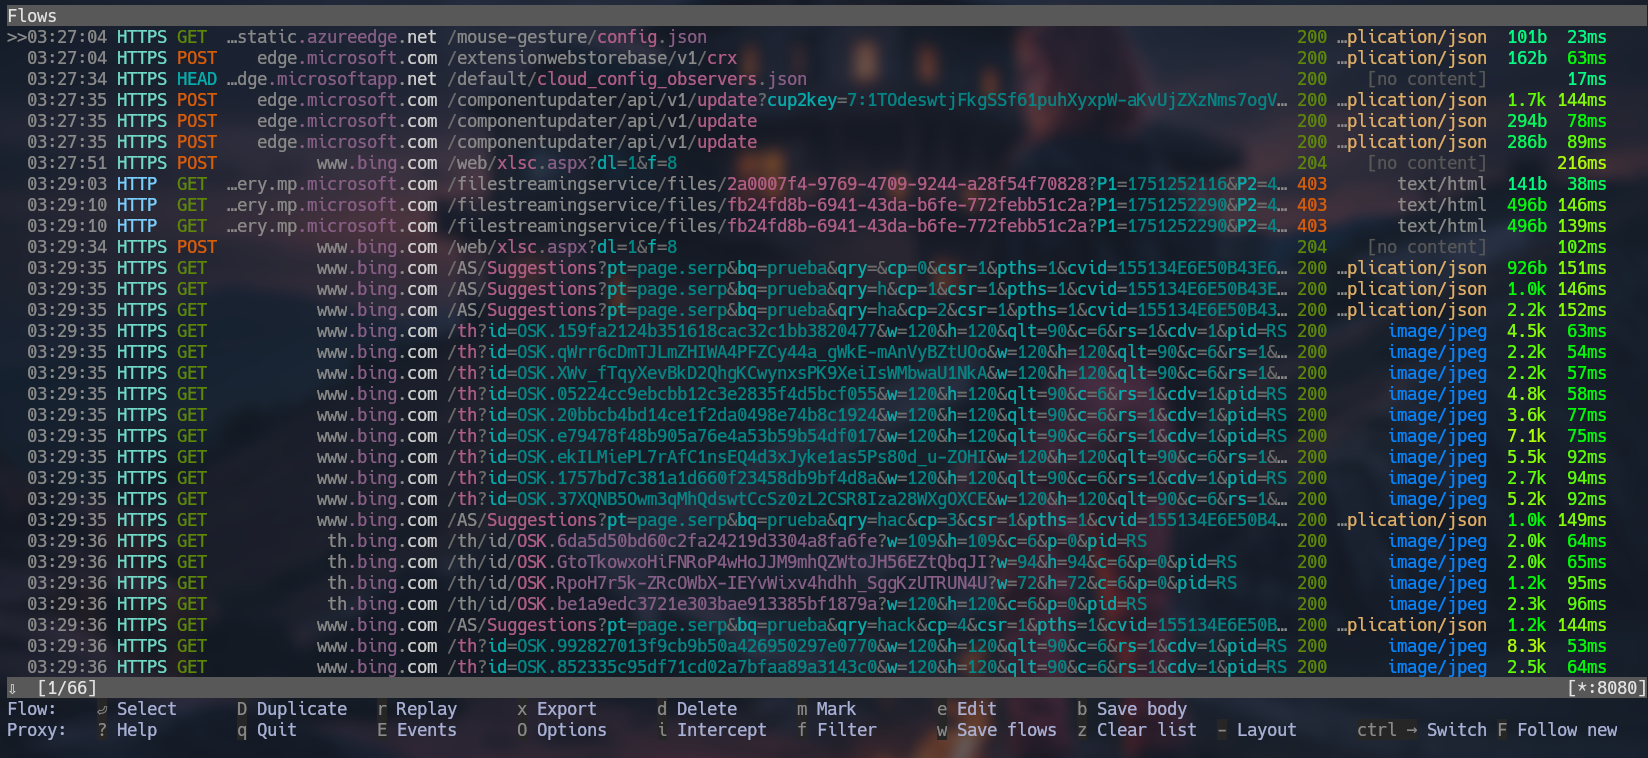 Flows
>>03:27:04 HTTPS GET …static.azureedge.net /mouse-gesture/config.json 200 …plication/json 101b 23ms
03:27:04 HTTPS POST edge.microsoft.com /extensionwebstorebase/v1/crx 200 …plication/json 162b 63ms
03:27:34 HTTPS HEAD …dge.microsoftapp.net /default/cloud_config_observers.json 200 [no content] 17ms
03:27:35 HTTPS POST edge.microsoft.com /componentupdater/api/v1/update?cup2key=7:1TOdeswtjFkgSSf61puhXyxpW-aKvUjZXzNms7ogV… 200 …plication/json 1.7k 144ms
03:27:35 HTTPS POST edge.microsoft.com /componentupdater/api/v1/update 200 …plication/json 294b 78ms
03:27:35 HTTPS POST edge.microsoft.com /componentupdater/api/v1/update 200 …plication/json 286b 89ms
03:27:51 HTTPS POST www.bing.com /web/xlsc.aspx?dl=1&f=8 204 [no content] 216ms
03:29:03 HTTP GET …ery.mp.microsoft.com /filestreamingservice/files/2a0007f4-9769-4709-9244-a28f54f70828?P1=1751252116&P2=4… 403 text/html 141b 38ms
03:29:10 HTTP GET …ery.mp.microsoft.com /filestreamingservice/files/fb24fd8b-6941-43da-b6fe-772febb51c2a?P1=1751252290&P2=4… 403 text/html 496b 146ms
03:29:10 HTTP GET …ery.mp.microsoft.com /filestreamingservice/files/fb24fd8b-6941-43da-b6fe-772febb51c2a?P1=1751252290&P2=4… 403 text/html 496b 139ms
03:29:34 HTTPS POST www.bing.com /web/xlsc.aspx?dl=1&f=8 204 [no content] 102ms
03:29:35 HTTPS GET www.bing.com /AS/Suggestions?pt=page.serp&bq=prueba&qry=&cp=0&csr=1&pths=1&cvid=155134E6E50B43E6… 200 …plication/json 926b 151ms
03:29:35 HTTPS GET www.bing.com /AS/Suggestions?pt=page.serp&bq=prueba&qry=h&cp=1&csr=1&pths=1&cvid=155134E6E50B43E… 200 …plication/json 1.0k 146ms
03:29:35 HTTPS GET www.bing.com /AS/Suggestions?pt=page.serp&bq=prueba&qry=ha&cp=2&csr=1&pths=1&cvid=155134E6E50B43… 200 …plication/json 2.2k 152ms
03:29:35 HTTPS GET www.bing.com /th?id=OSK.159fa2124b351618cac32c1bb3820477&w=120&h=120&qlt=90&c=6&rs=1&cdv=1&pid=RS 200 image/jpeg 4.5k 63ms
03:29:35 HTTPS GET www.bing.com /th?id=OSK.qWrr6cDmTJLmZHIWA4PFZCy44a_gWkE-mAnVyBZtUOo&w=120&h=120&qlt=90&c=6&rs=1&… 200 image/jpeg 2.2k 54ms
03:29:35 HTTPS GET www.bing.com /th?id=OSK.XWv_fTqyXevBkD2QhgKCwynxsPK9XeiIsWMbwaU1NkA&w=120&h=120&qlt=90&c=6&rs=1&… 200 image/jpeg 2.2k 57ms
03:29:35 HTTPS GET www.bing.com /th?id=OSK.05224cc9ebcbb12c3e2835f4d5bcf055&w=120&h=120&qlt=90&c=6&rs=1&cdv=1&pid=RS 200 image/jpeg 4.8k 58ms
03:29:35 HTTPS GET www.bing.com /th?id=OSK.20bbcb4bd14ce1f2da0498e74b8c1924&w=120&h=120&qlt=90&c=6&rs=1&cdv=1&pid=RS 200 image/jpeg 3.6k 77ms
03:29:35 HTTPS GET www.bing.com /th?id=OSK.e79478f48b905a76e4a53b59b54df017&w=120&h=120&qlt=90&c=6&rs=1&cdv=1&pid=RS 200 image/jpeg 7.1k 75ms
03:29:35 HTTPS GET www.bing.com /th?id=OSK.ekILMiePL7rAfC1nsEQ4d3xJyke1as5Ps80d_u-ZOHI&w=120&h=120&qlt=90&c=6&rs=1&… 200 image/jpeg 5.5k 92ms
03:29:35 HTTPS GET www.bing.com /th?id=OSK.1757bd7c381a1d660f23458db9bf4d8a&w=120&h=120&qlt=90&c=6&rs=1&cdv=1&pid=RS 200 image/jpeg 2.7k 94ms
03:29:35 HTTPS GET www.bing.com /th?id=OSK.37XQNB5Owm3qMhQdswtCcSz0zL2CSR8Iza28WXgOXCE&w=120&h=120&qlt=90&c=6&rs=1&… 200 image/jpeg 5.2k 92ms
03:29:35 HTTPS GET www.bing.com /AS/Suggestions?pt=page.serp&bq=prueba&qry=hac&cp=3&csr=1&pths=1&cvid=155134E6E50B4… 200 …plication/json 1.0k 149ms
03:29:36 HTTPS GET th.bing.com /th/id/OSK.6da5d50bd60c2fa24219d3304a8fa6fe?w=109&h=109&c=6&p=0&pid=RS 200 image/jpeg 2.0k 64ms
03:29:36 HTTPS GET th.bing.com /th/id/OSK.GtoTkowxoHiFNRoP4wHoJJM9mhQZWtoJH56EZtQbqJI?w=94&h=94&c=6&p=0&pid=RS 200 image/jpeg 2.0k 65ms
03:29:36 HTTPS GET th.bing.com /th/id/OSK.RpoH7r5k-ZRcOWbX-IEYvWixv4hdhh_SggKzUTRUN4U?w=72&h=72&c=6&p=0&pid=RS 200 image/jpeg 1.2k 95ms
03:29:36 HTTPS GET th.bing.com /th/id/OSK.be1a9edc3721e303bae913385bf1879a?w=120&h=120&c=6&p=0&pid=RS 200 image/jpeg 2.3k 96ms
03:29:36 HTTPS GET www.bing.com /AS/Suggestions?pt=page.serp&bq=prueba&qry=hack&cp=4&csr=1&pths=1&cvid=155134E6E50B… 200 …plication/json 1.2k 144ms
03:29:36 HTTPS GET www.bing.com /th?id=OSK.992827013f9cb9b50a426950297e0770&w=120&h=120&qlt=90&c=6&rs=1&cdv=1&pid=RS 200 image/jpeg 8.3k 53ms
03:29:36 HTTPS GET www.bing.com /th?id=OSK.852335c95df71cd02a7bfaa89a3143c0&w=120&h=120&qlt=90&c=6&rs=1&cdv=1&pid=RS 200 image/jpeg 2.5k 64ms
⇩ [1/66] [*:8080]
Flow: ⏎ Select D Duplicate r Replay x Export d Delete m Mark e Edit b Save body
Proxy: ? Help q Quit E Events O Options i Intercept f Filter w Save flows z Clear list - Layout ctrl → Switch F Follow new